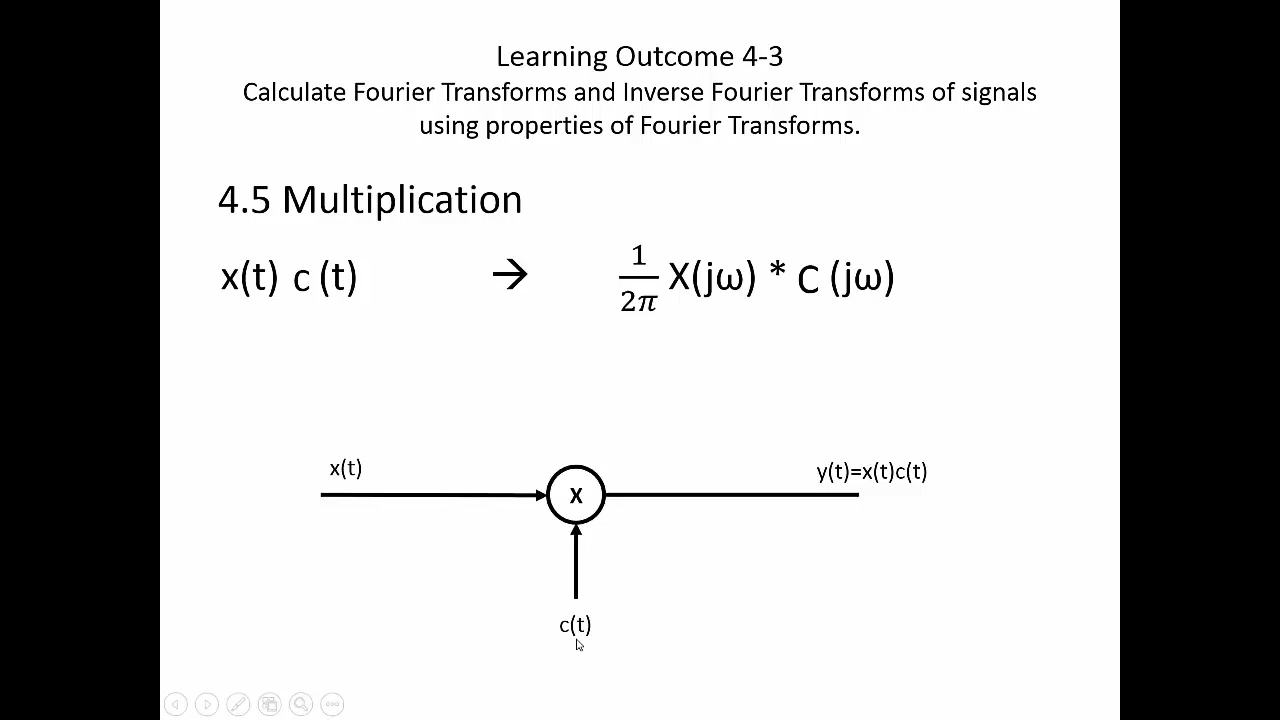 Learning Outcome 4-3
Calculate Fourier Transforms and Inverse Fourier Transforms of signals
using properties of Fourier Transforms.
4.5 Multiplication
x(t) c (t) → 1/2π X(jω) * C (jω)
x(t)
y(t)=x(t)c(t)
X
c(t)